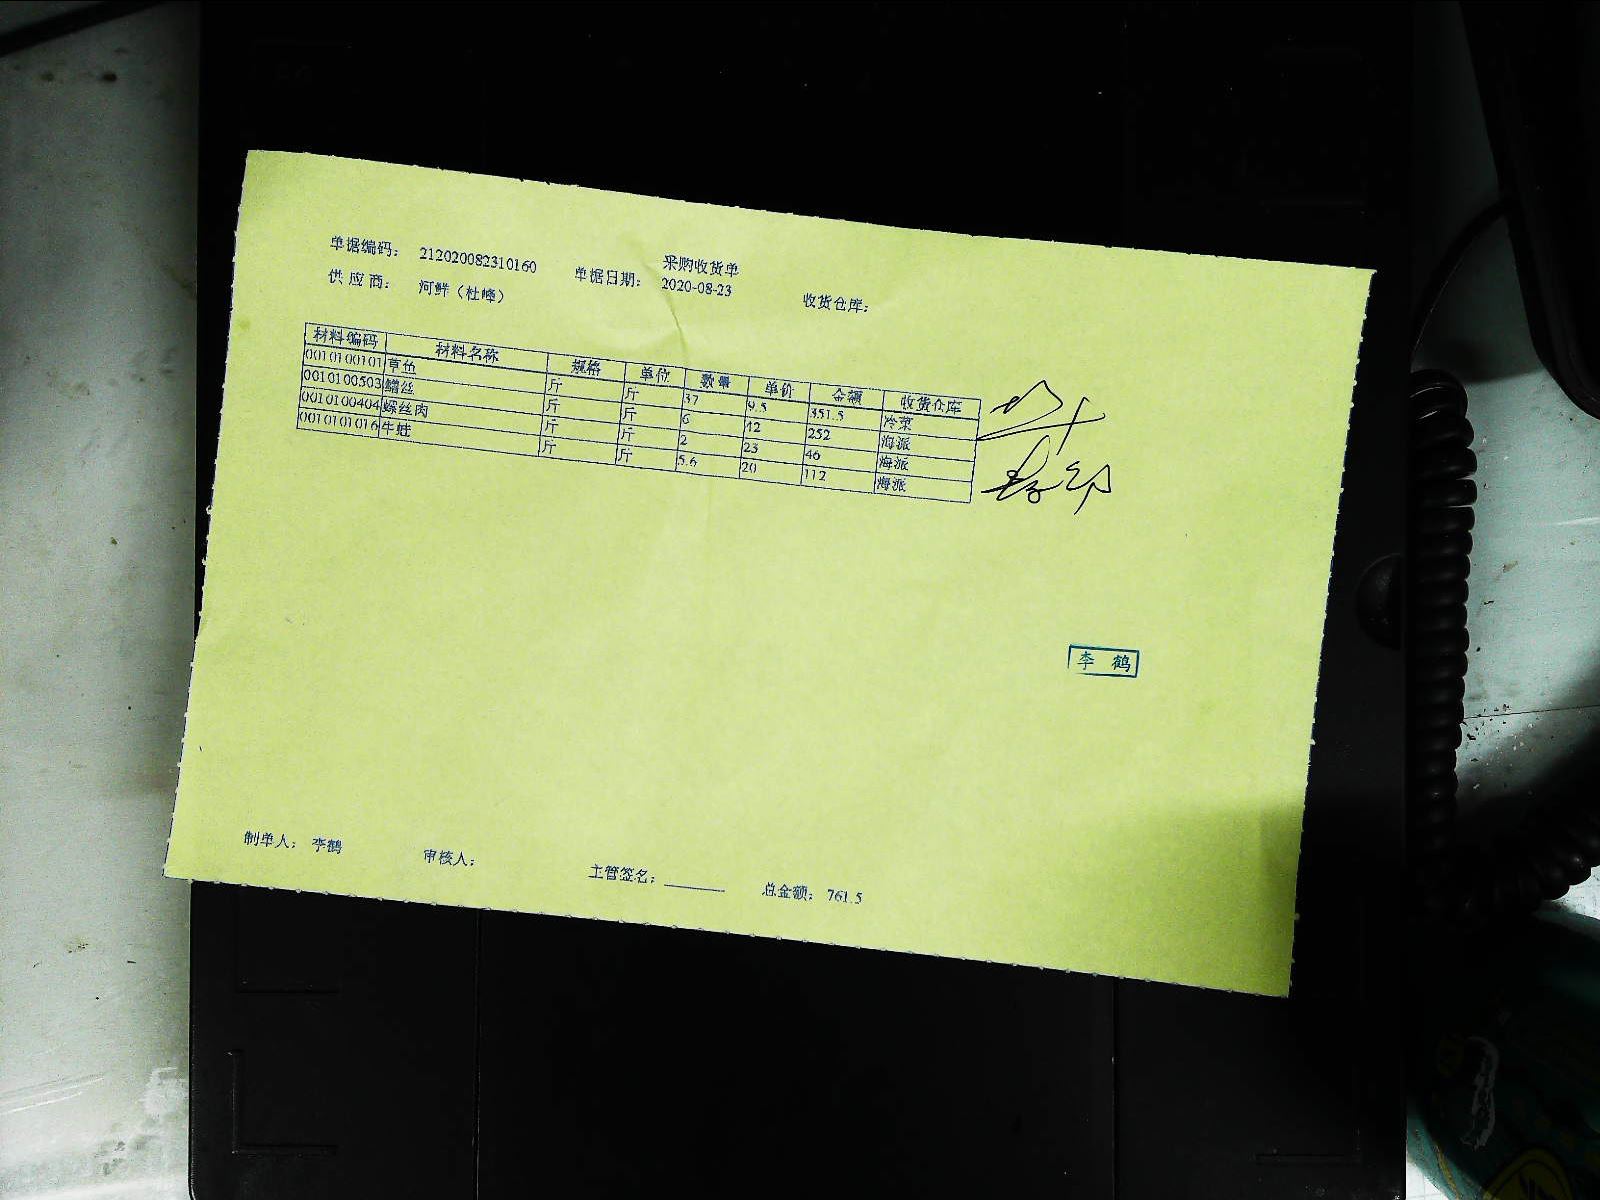 采购收货单
单据编码： 212020082310160 单据日期： 2020-08-23 收货仓库：
供 应 商： 河鲜（杜峰）
材料编码 材料名称 规格 单位 数量 单价 金额 收货仓库
0010100101 草鱼 斤 斤 37 9.5 351.5 冷菜
0010100503 鳝丝 斤 斤 6 42 252 海派
0010100404 螺丝肉 斤 斤 2 23 46 海派
0010101016 牛蛙 斤 斤 5.6 20 112 海派
李 鹤
制单人： 李鹤 审核人： 主管签名： 总金额： 761.5